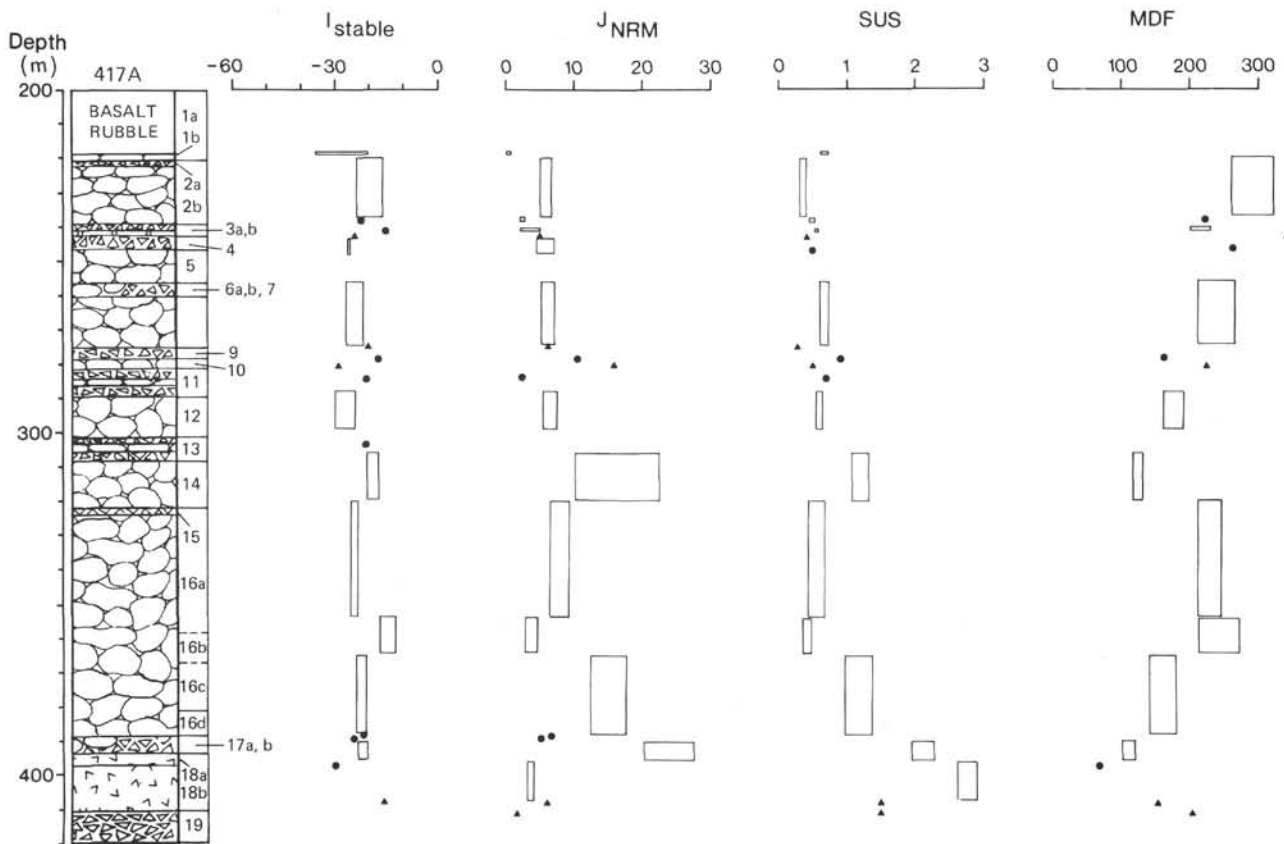 I stable J NRM SUS MDF
Depth
(m)
417A
-60 -30 0 0 10 20 30 0 1 2 3 0 100 200 300
200
BASALT
RUBBLE
1a
1b
2a
2b
3a,b
4
5
6a,b, 7
9
10
11
12
300
13
14
15
16a
16b
16c
16d
17a, b
400
18a
18b
19